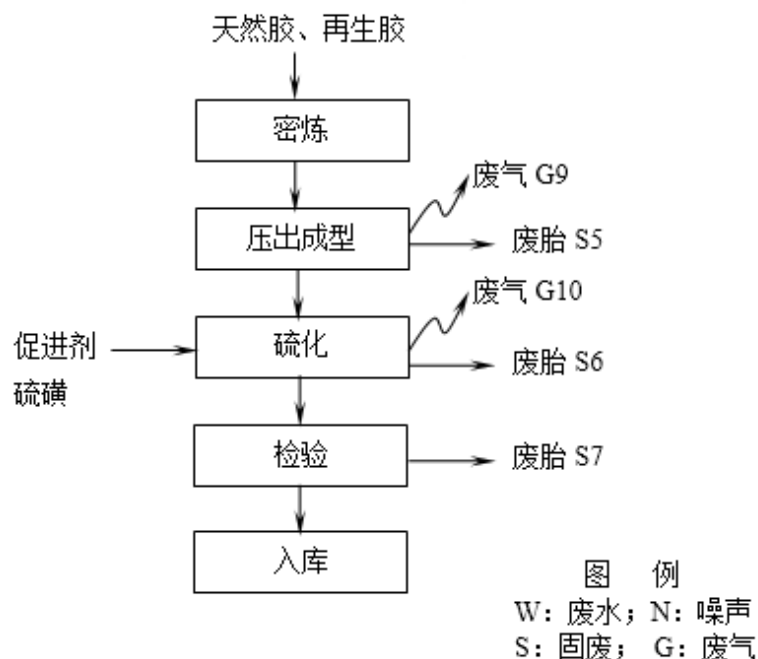 天然胶、再生胶
密炼
废气 G9
压出成型
废胎 S5
废气 G10
促进剂
硫化
硫磺
废胎 S6
检验
废胎 S7
入库
图 例
W：废水；N：噪声
S：固废； G：废气